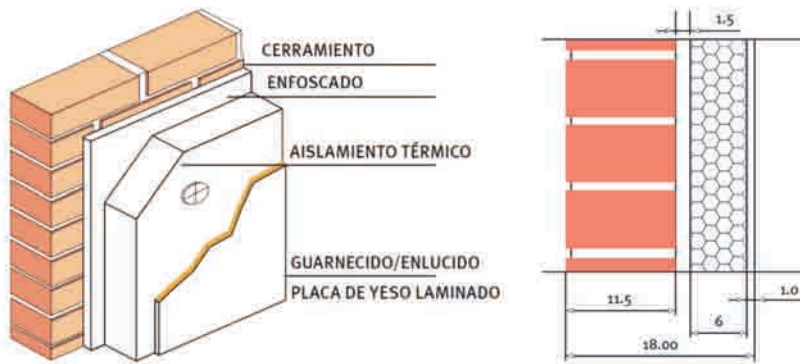 CERRAMIENTO
ENFOSCADO
AISLAMIENTO TÉRMICO
GUARNECIDO/ENLUCIDO
PLACA DE YESO LAMINADO
1.5
11.5
1.0
6
18.00